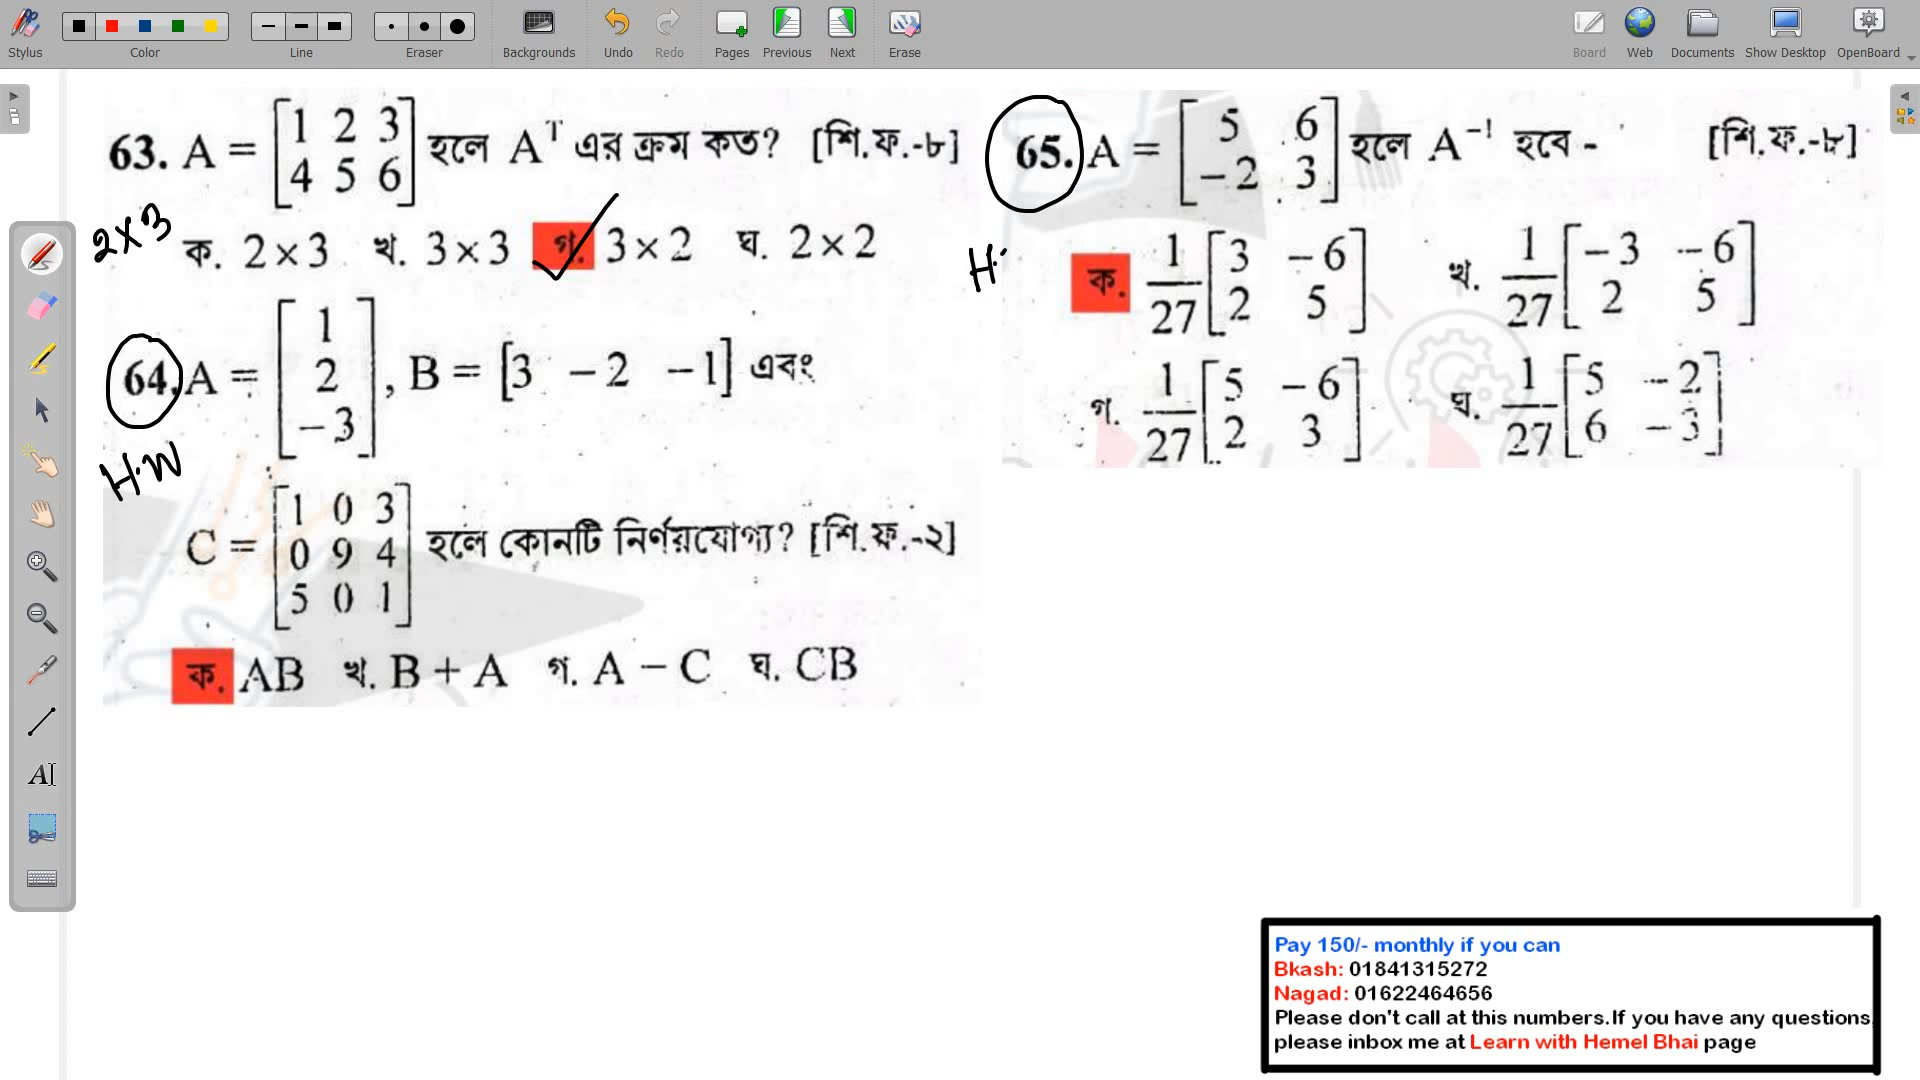 Stylus
Color
Line
Eraser
Backgrounds
Undo
Redo
Pages
Previous
Next
Erase
Board
Web
Documents
Show Desktop
OpenBoard
63. A = [1 2 3
4 5 6] হলে A^T এর ক্রম কত? [শি.ফ.-৮]
2×3
ক. 2×3 খ. 3×3 গ. 3×2 ঘ. 2×2
64. A = [1
2
-3], B = [3 -2 -1] এবং
H.W
C = [1 0 3
0 9 4
5 0 1] হলে কোনটি নির্ণয়যোগ্য? [শি.ফ.-২]
ক. AB খ. B + A গ. A - C ঘ. CB
65. A = [5 6
-2 3] হলে A^-1 হবে - [শি.ফ.-৮]
H.
ক. 1/27 [3 -6
2 5] খ. 1/27 [-3 -6
2 5]
গ. 1/27 [5 -6
2 3] ঘ. 1/27 [5 -2
6 -3]
Pay 150/- monthly if you can
Bkash: 01841315272
Nagad: 01622464656
Please don't call at this numbers.If you have any questions
please inbox me at Learn with Hemel Bhai page